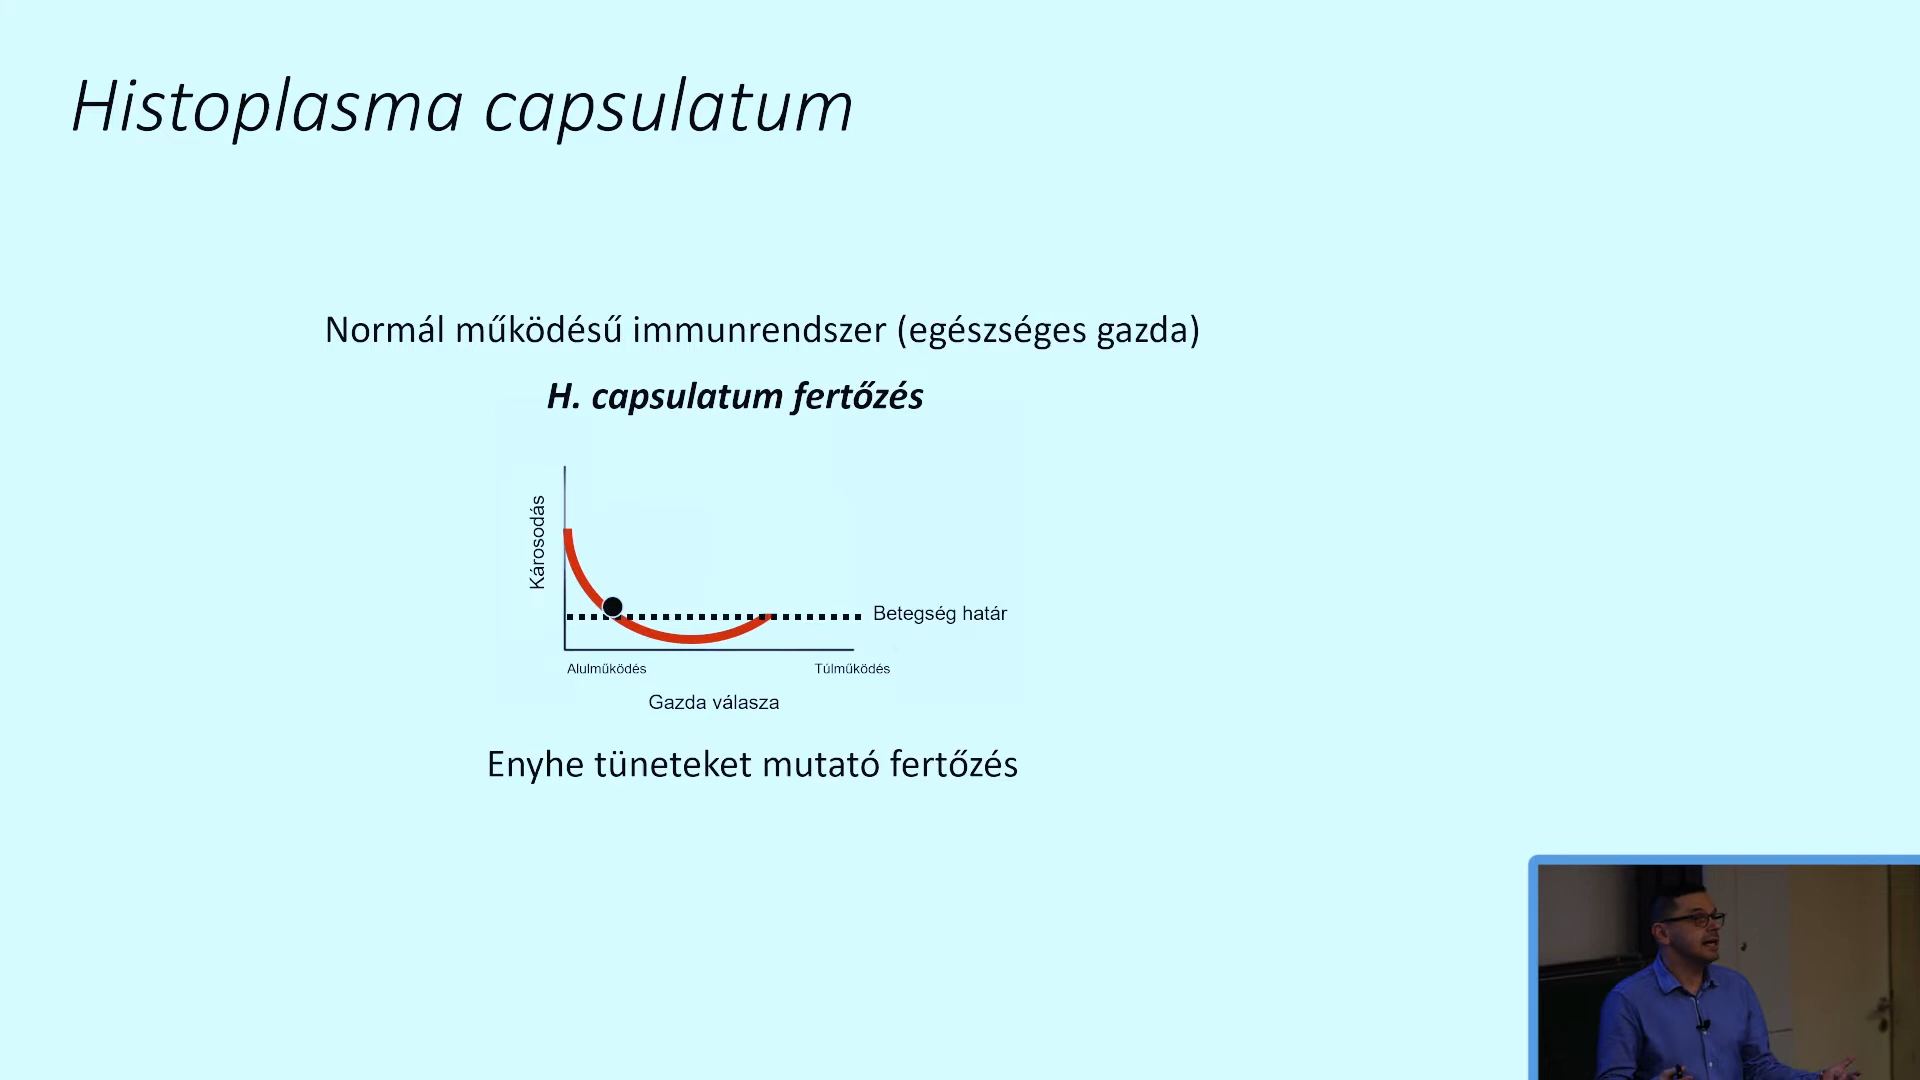 Histoplasma capsulatum
Normál működésű immunrendszer (egészséges gazda)
H. capsulatum fertőzés
Károsodás
Betegség határ
Alulműködés
Túlműködés
Gazda válasza
Enyhe tüneteket mutató fertőzés